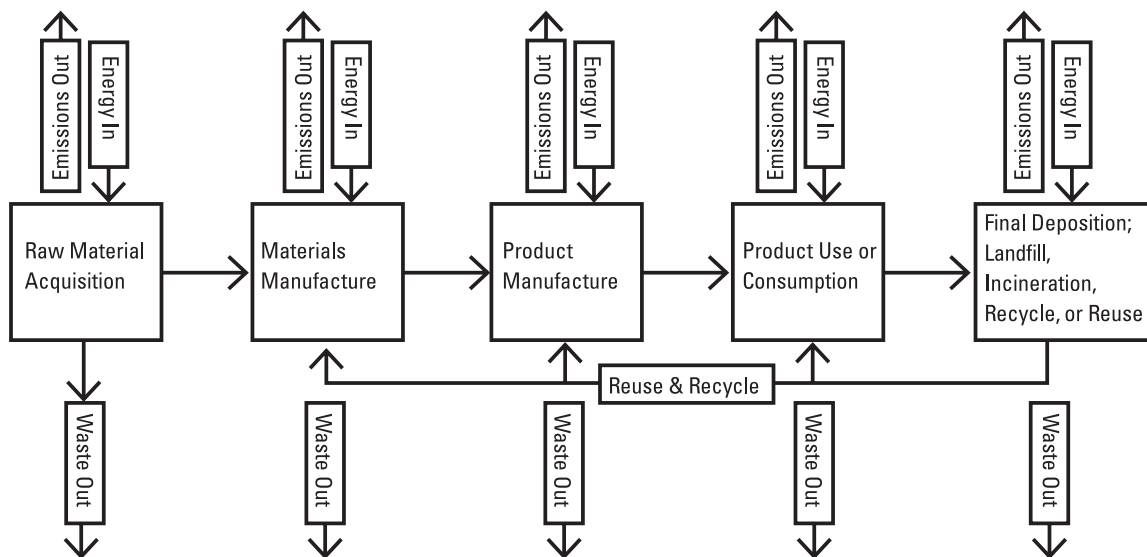 Emissions Out
Energy In
Emissions Out
Energy In
Emissions Out
Energy In
Emissions Out
Energy In
Emissions Out
Energy In
Raw Material
Acquisition
Materials
Manufacture
Product
Manufacture
Product Use or
Consumption
Final Deposition;
Landfill,
Incineration,
Recycle, or Reuse
Reuse & Recycle
Waste Out
Waste Out
Waste Out
Waste Out
Waste Out